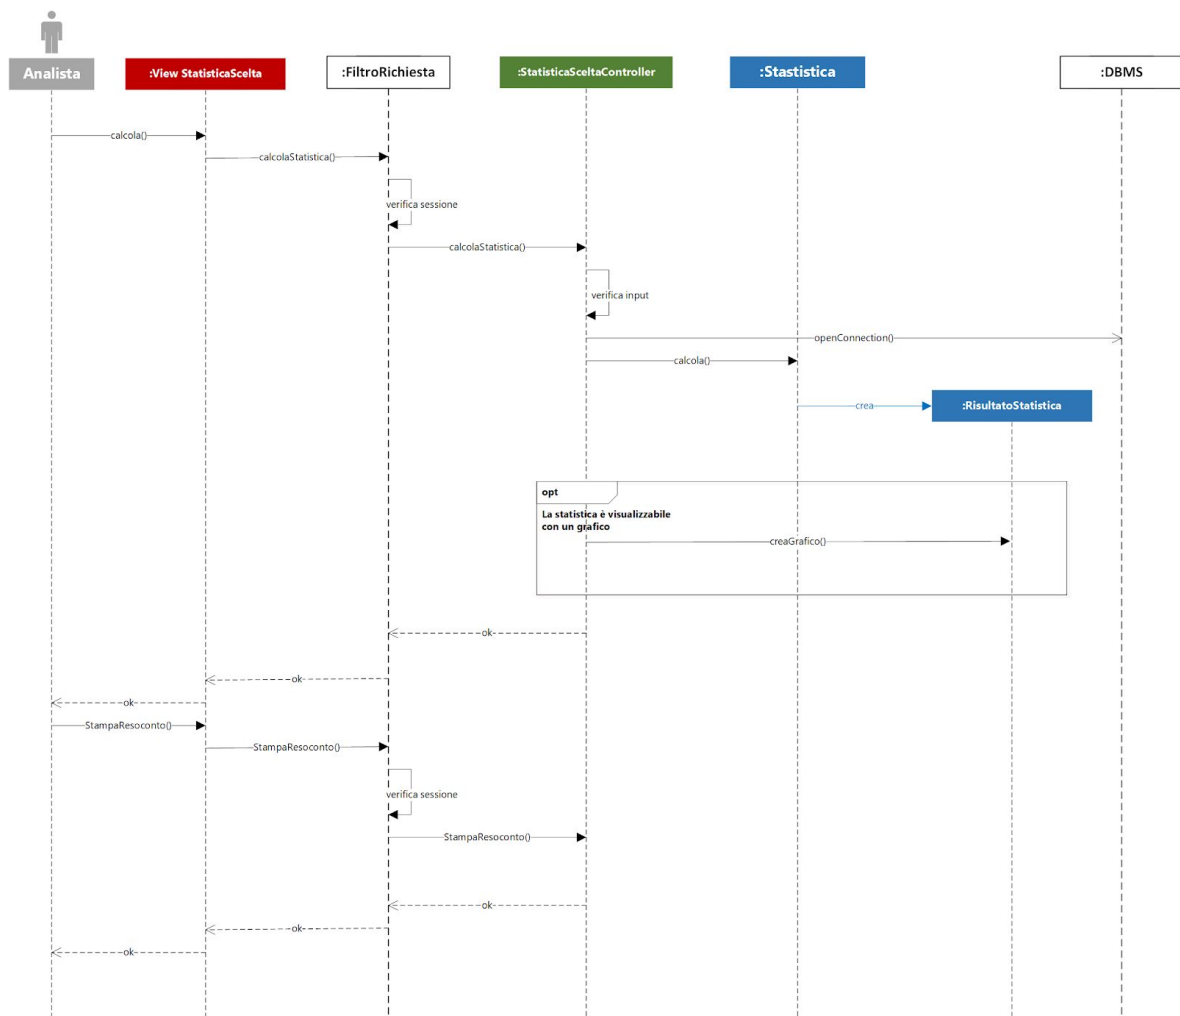 Analista
:View StatisticaScelta
:FiltroRichiesta
:StatisticaSceltaController
:Stastistica
:DBMS
calcola()
calcolaStatistica()
verifica sessione
calcolaStatistica()
verifica input
openConnection()
calcola()
crea
:RisultatoStatistica
opt
La statistica è visualizzabile
con un grafico
creaGrafico()
ok
ok
ok
StampaResoconto()
StampaResoconto()
verifica sessione
StampaResoconto()
ok
ok
ok